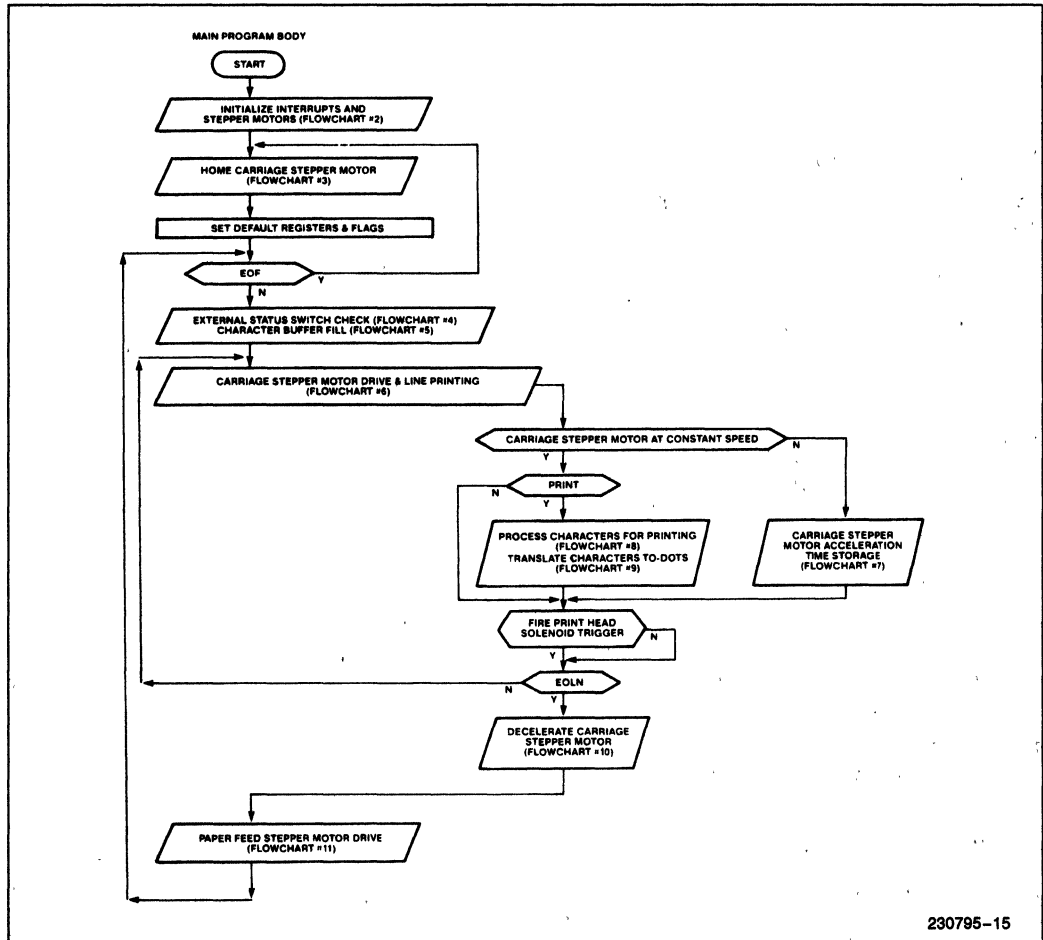 MAIN PROGRAM BODY
START
INITIALIZE INTERRUPTS AND
STEPPER MOTORS (FLOWCHART #2)
HOME CARRIAGE STEPPER MOTOR
(FLOWCHART #3)
SET DEFAULT REGISTERS & FLAGS
EOF
Y
N
EXTERNAL STATUS SWITCH CHECK (FLOWCHART #4)
CHARACTER BUFFER FILL (FLOWCHART #5)
CARRIAGE STEPPER MOTOR DRIVE & LINE PRINTING
(FLOWCHART #6)
CARRIAGE STEPPER MOTOR AT CONSTANT SPEED
N
Y
PRINT
N
Y
PROCESS CHARACTERS FOR PRINTING
(FLOWCHART #8)
TRANSLATE CHARACTERS TO-DOTS
(FLOWCHART #9)
CARRIAGE STEPPER
MOTOR ACCELERATION
TIME STORAGE
(FLOWCHART #7)
FIRE PRINT HEAD
SOLENOID TRIGGER
N
Y
EOLN
N
Y
DECELERATE CARRIAGE
STEPPER MOTOR
(FLOWCHART #10)
PAPER FEED STEPPER MOTOR DRIVE
(FLOWCHART #11)
230795-15